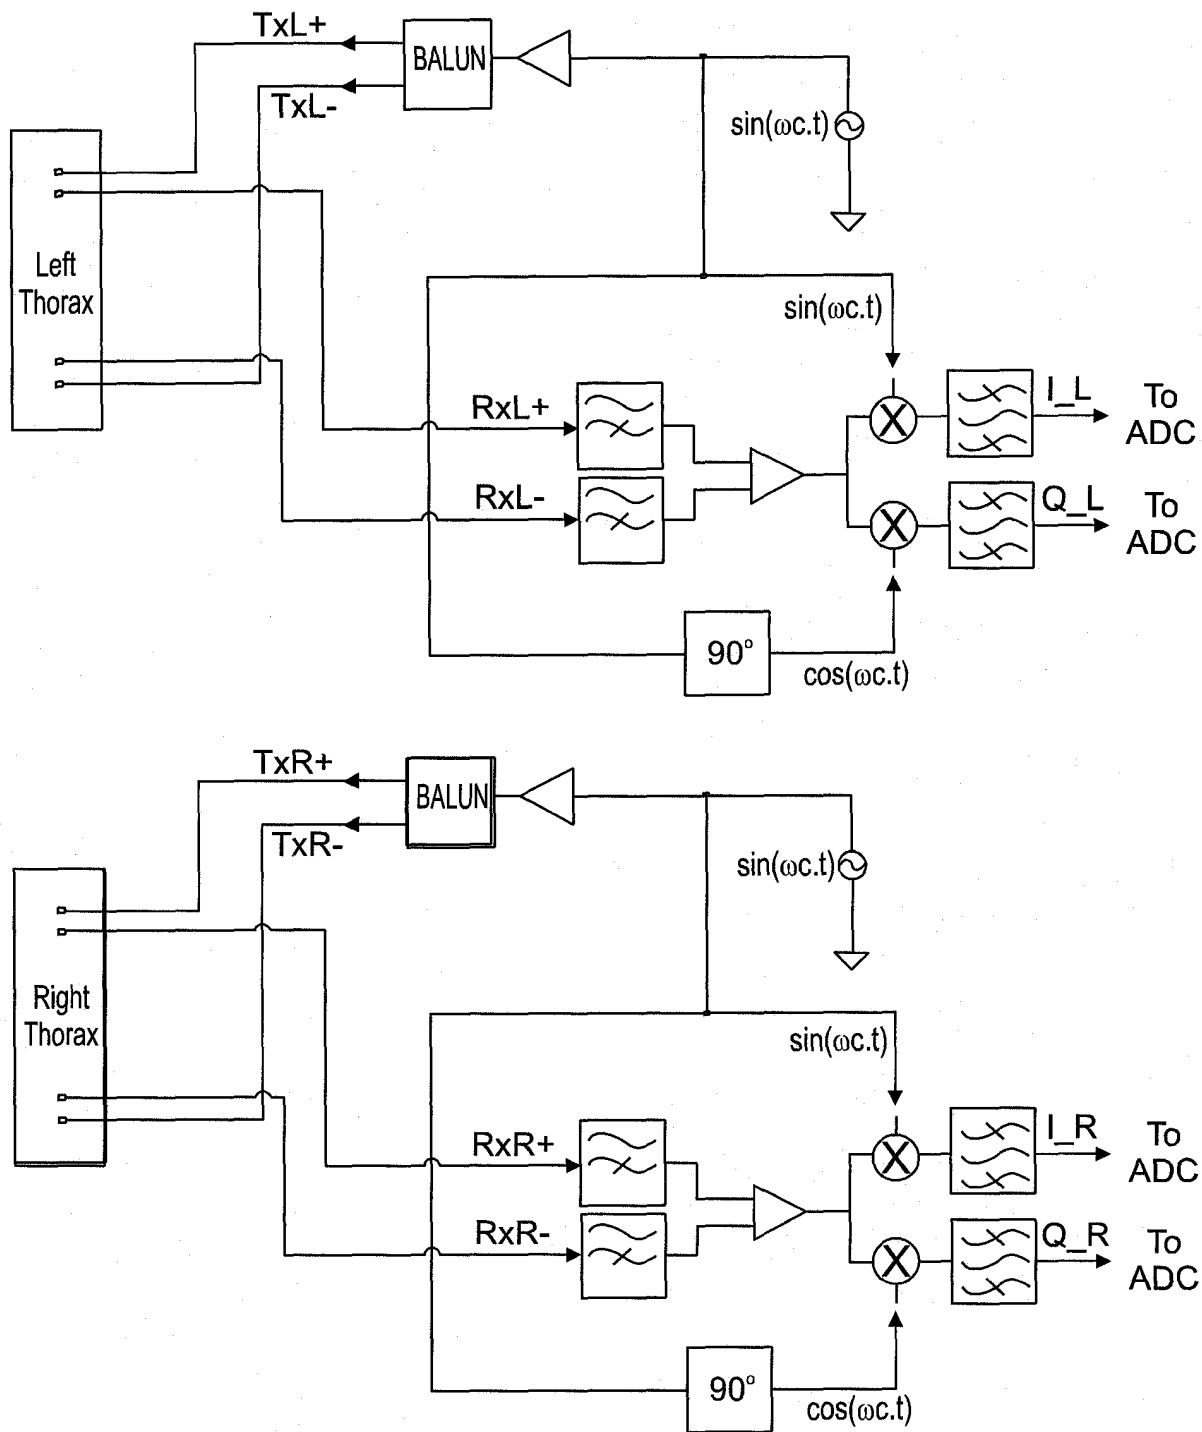 TxL+
BALUN
TxL-
sin(ωc.t)
Left
Thorax
sin(ωc.t)
RxL+
I_L
To
ADC
RxL-
Q_L
To
ADC
90°
cos(ωc.t)
TxR+
BALUN
TxR-
sin(ωc.t)
Right
Thorax
sin(ωc.t)
RxR+
I_R
To
ADC
RxR-
Q_R
To
ADC
90°
cos(ωc.t)